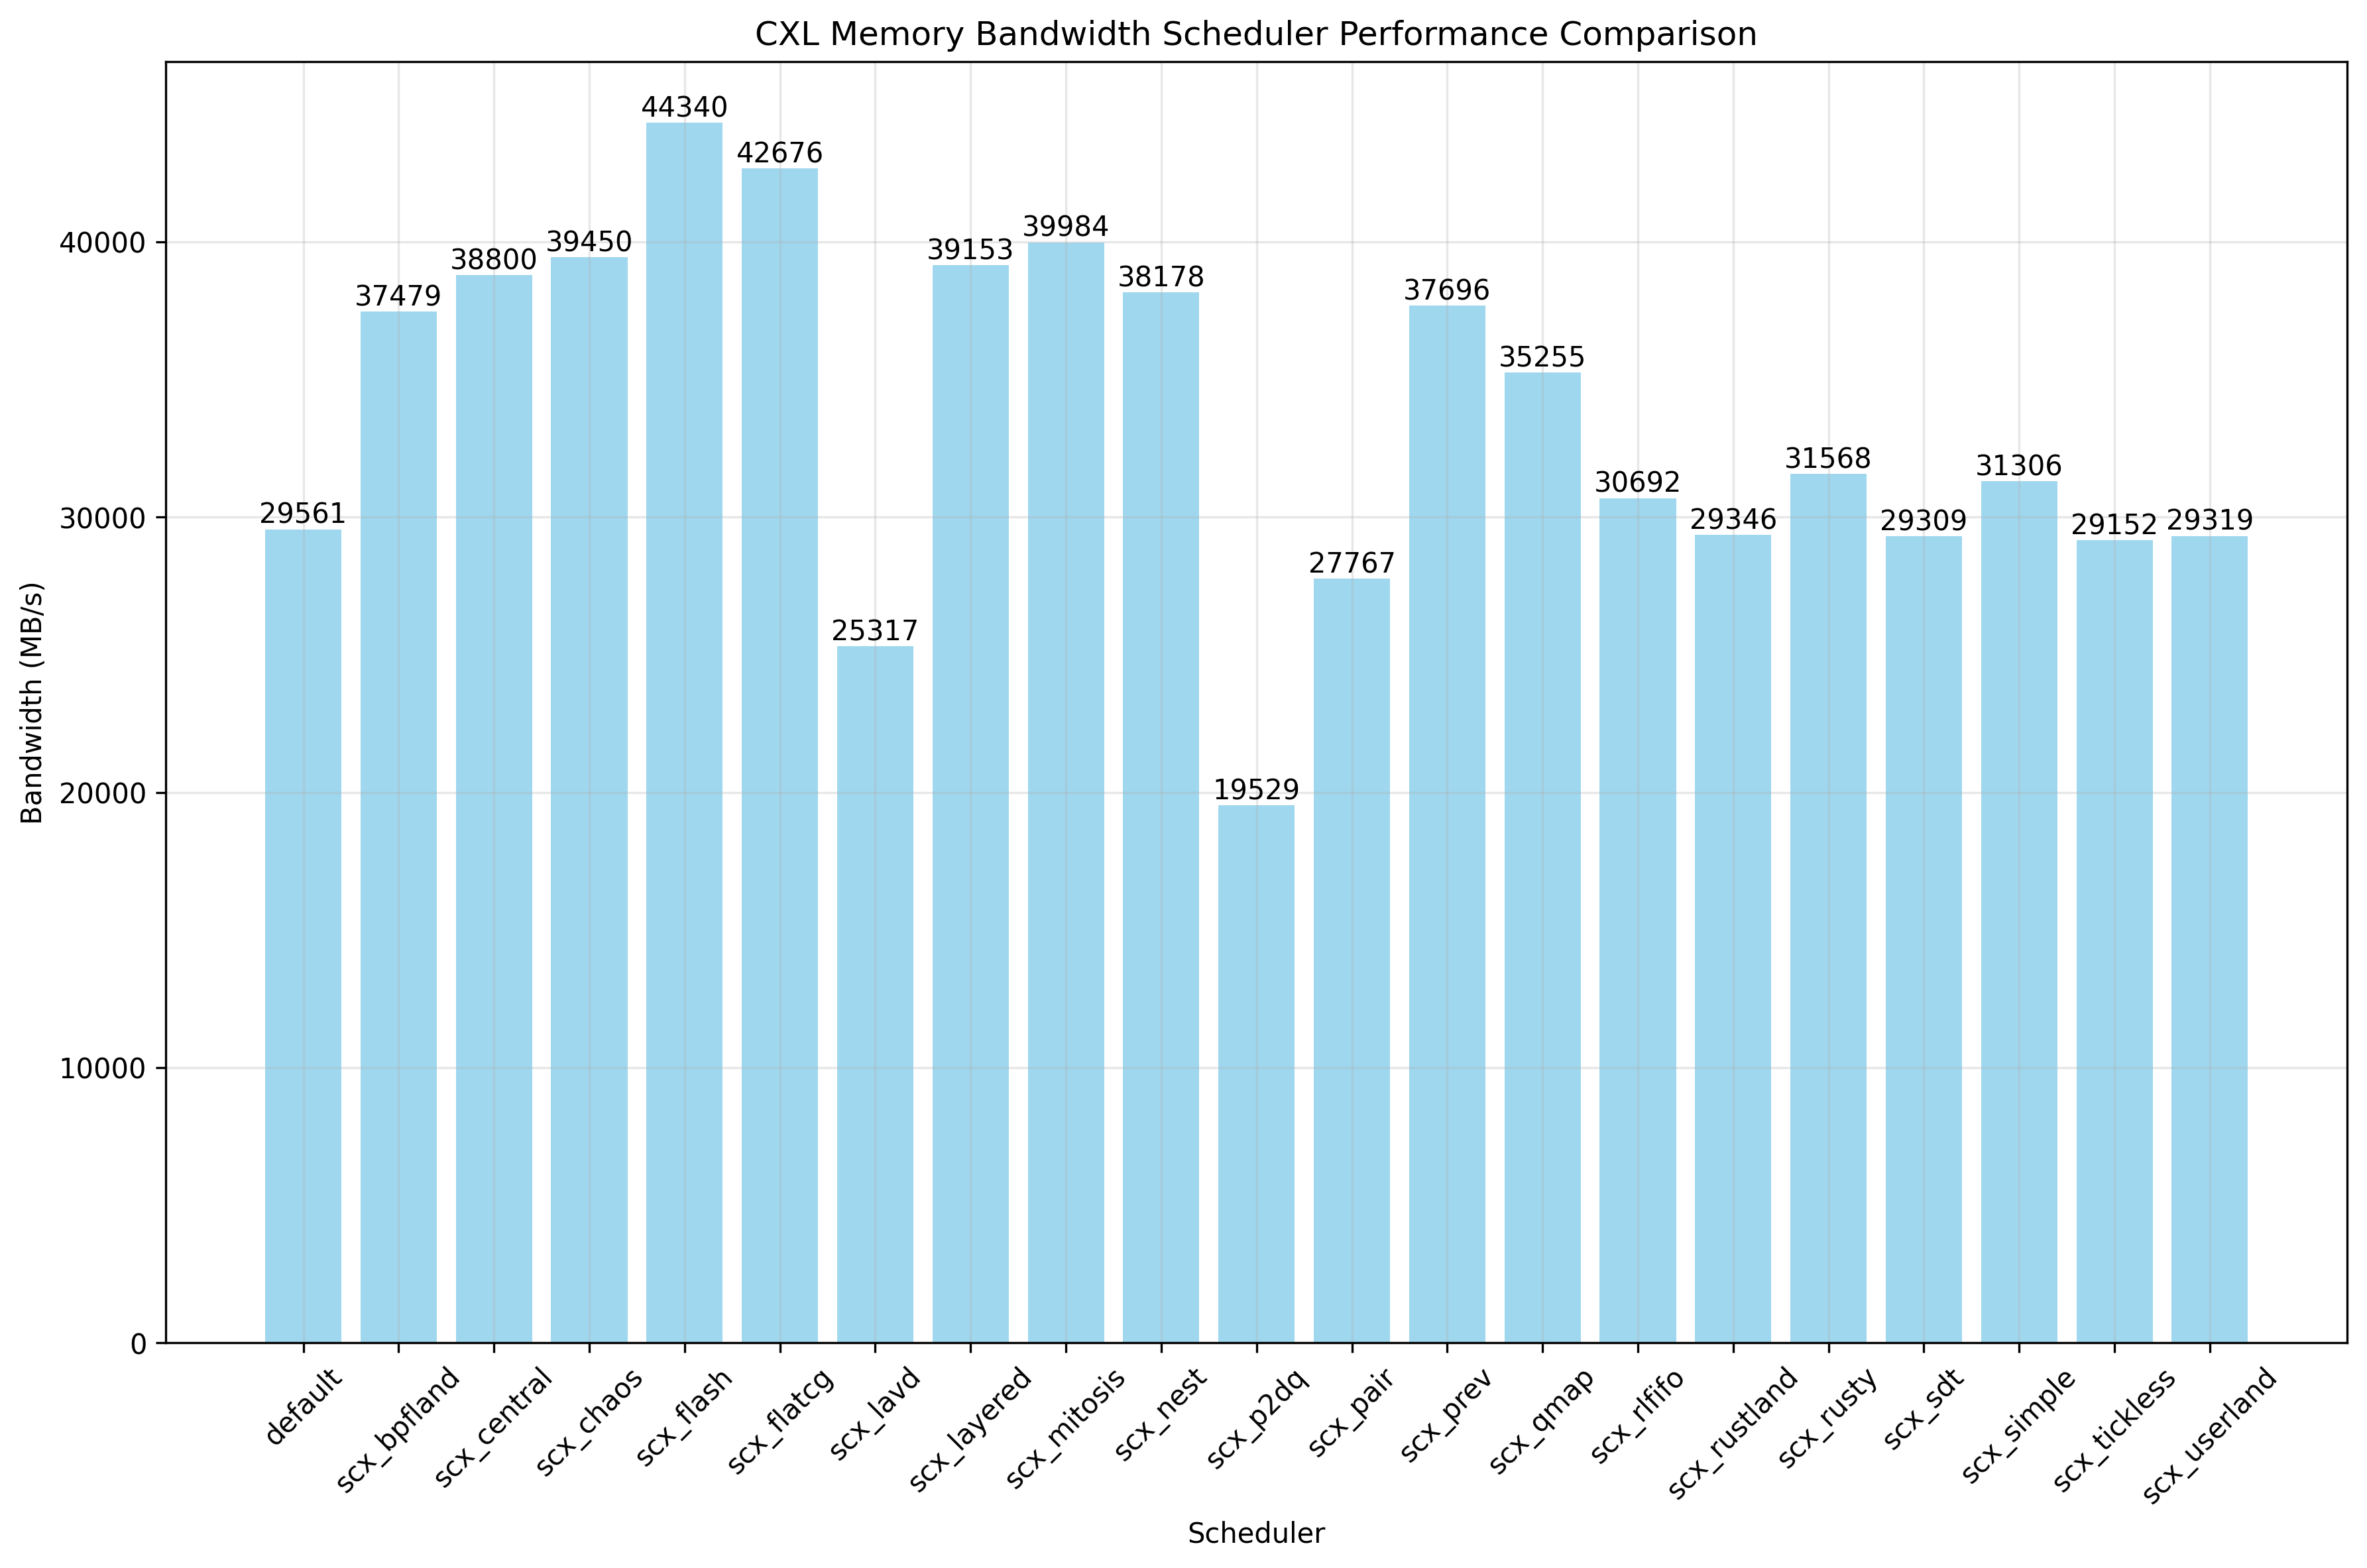 CXL Memory Bandwidth Scheduler Performance Comparison
Bandwidth (MB/s)
40000
30000
20000
10000
0
29561
37479
38800
39450
44340
42676
25317
39153
39984
38178
19529
27767
37696
35255
30692
29346
31568
29309
31306
29152
29319
default
scx_bpfland
scx_central
scx_chaos
scx_flash
scx_flatcg
scx_lavd
scx_layered
scx_mitosis
scx_nest
scx_p2dq
scx_pair
scx_prev
scx_qmap
scx_rlfifo
scx_rustland
scx_rusty
scx_sdt
scx_simple
scx_tickless
scx_userland
Scheduler